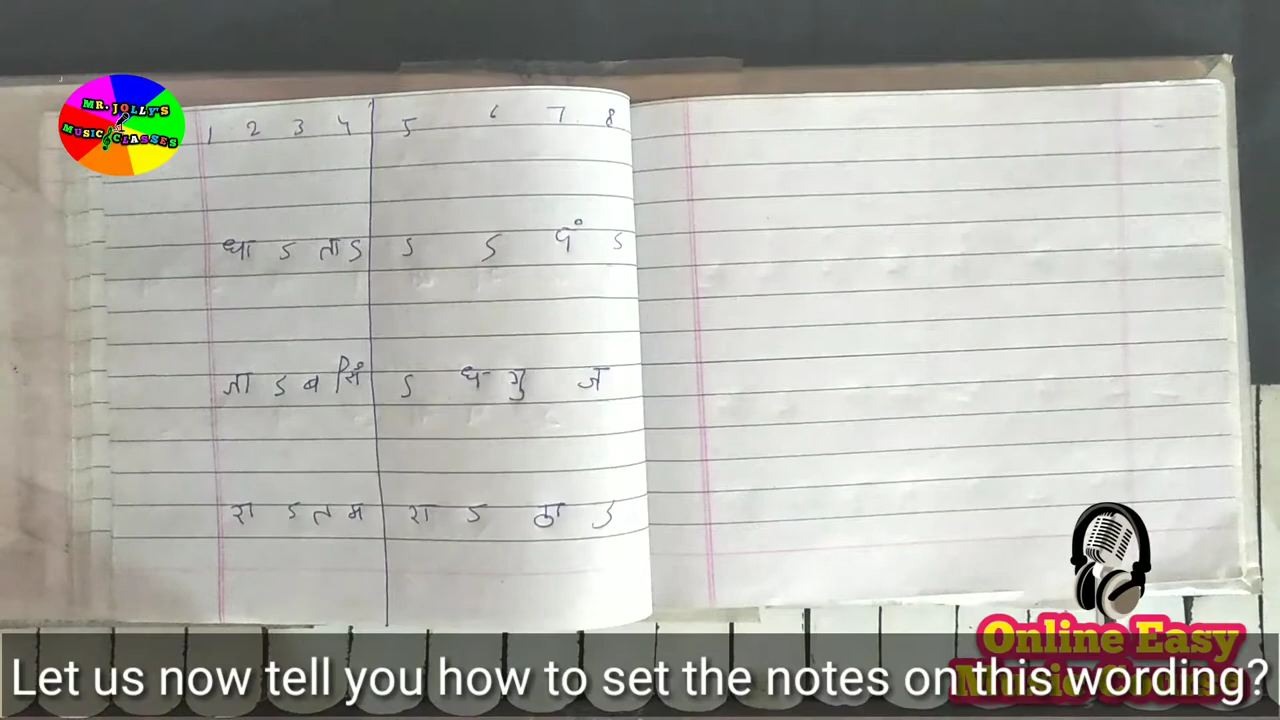 MR. JOLLY'S
MUSIC CLASSES
1 2 3 4 5 6 7 8
धा ऽ ता ऽ ऽ ऽ पं ऽ
जा ऽ ब सिं ऽ ध गु ज
रा ऽ त म रा ऽ ठा ऽ
Online Easy
Let us now tell you how to set the notes on this wording?